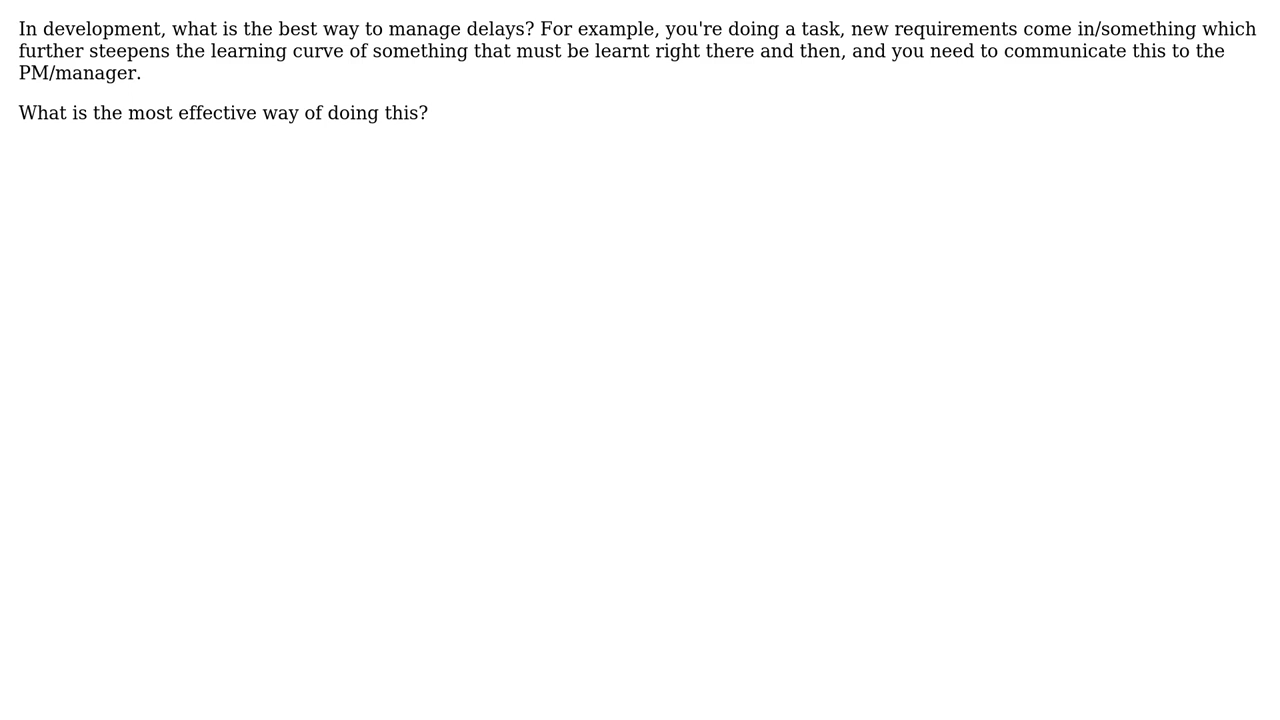 In development, what is the best way to manage delays? For example, you're doing a task, new requirements come in/something which
further steepens the learning curve of something that must be learnt right there and then, and you need to communicate this to the
PM/manager.
What is the most effective way of doing this?